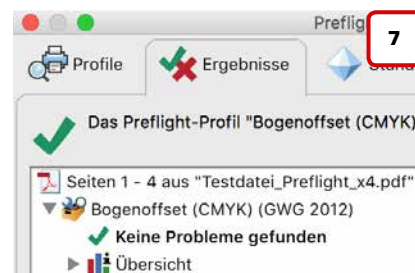 Preflig
7
Profile
Ergebnisse
Das Preflight-Profil "Bogenoffset (CMYK)
Seiten 1 - 4 aus "Testdatei_Preflight_x4.pdf"
Bogenoffset (CMYK) (GWG 2012)
Keine Probleme gefunden
Übersicht